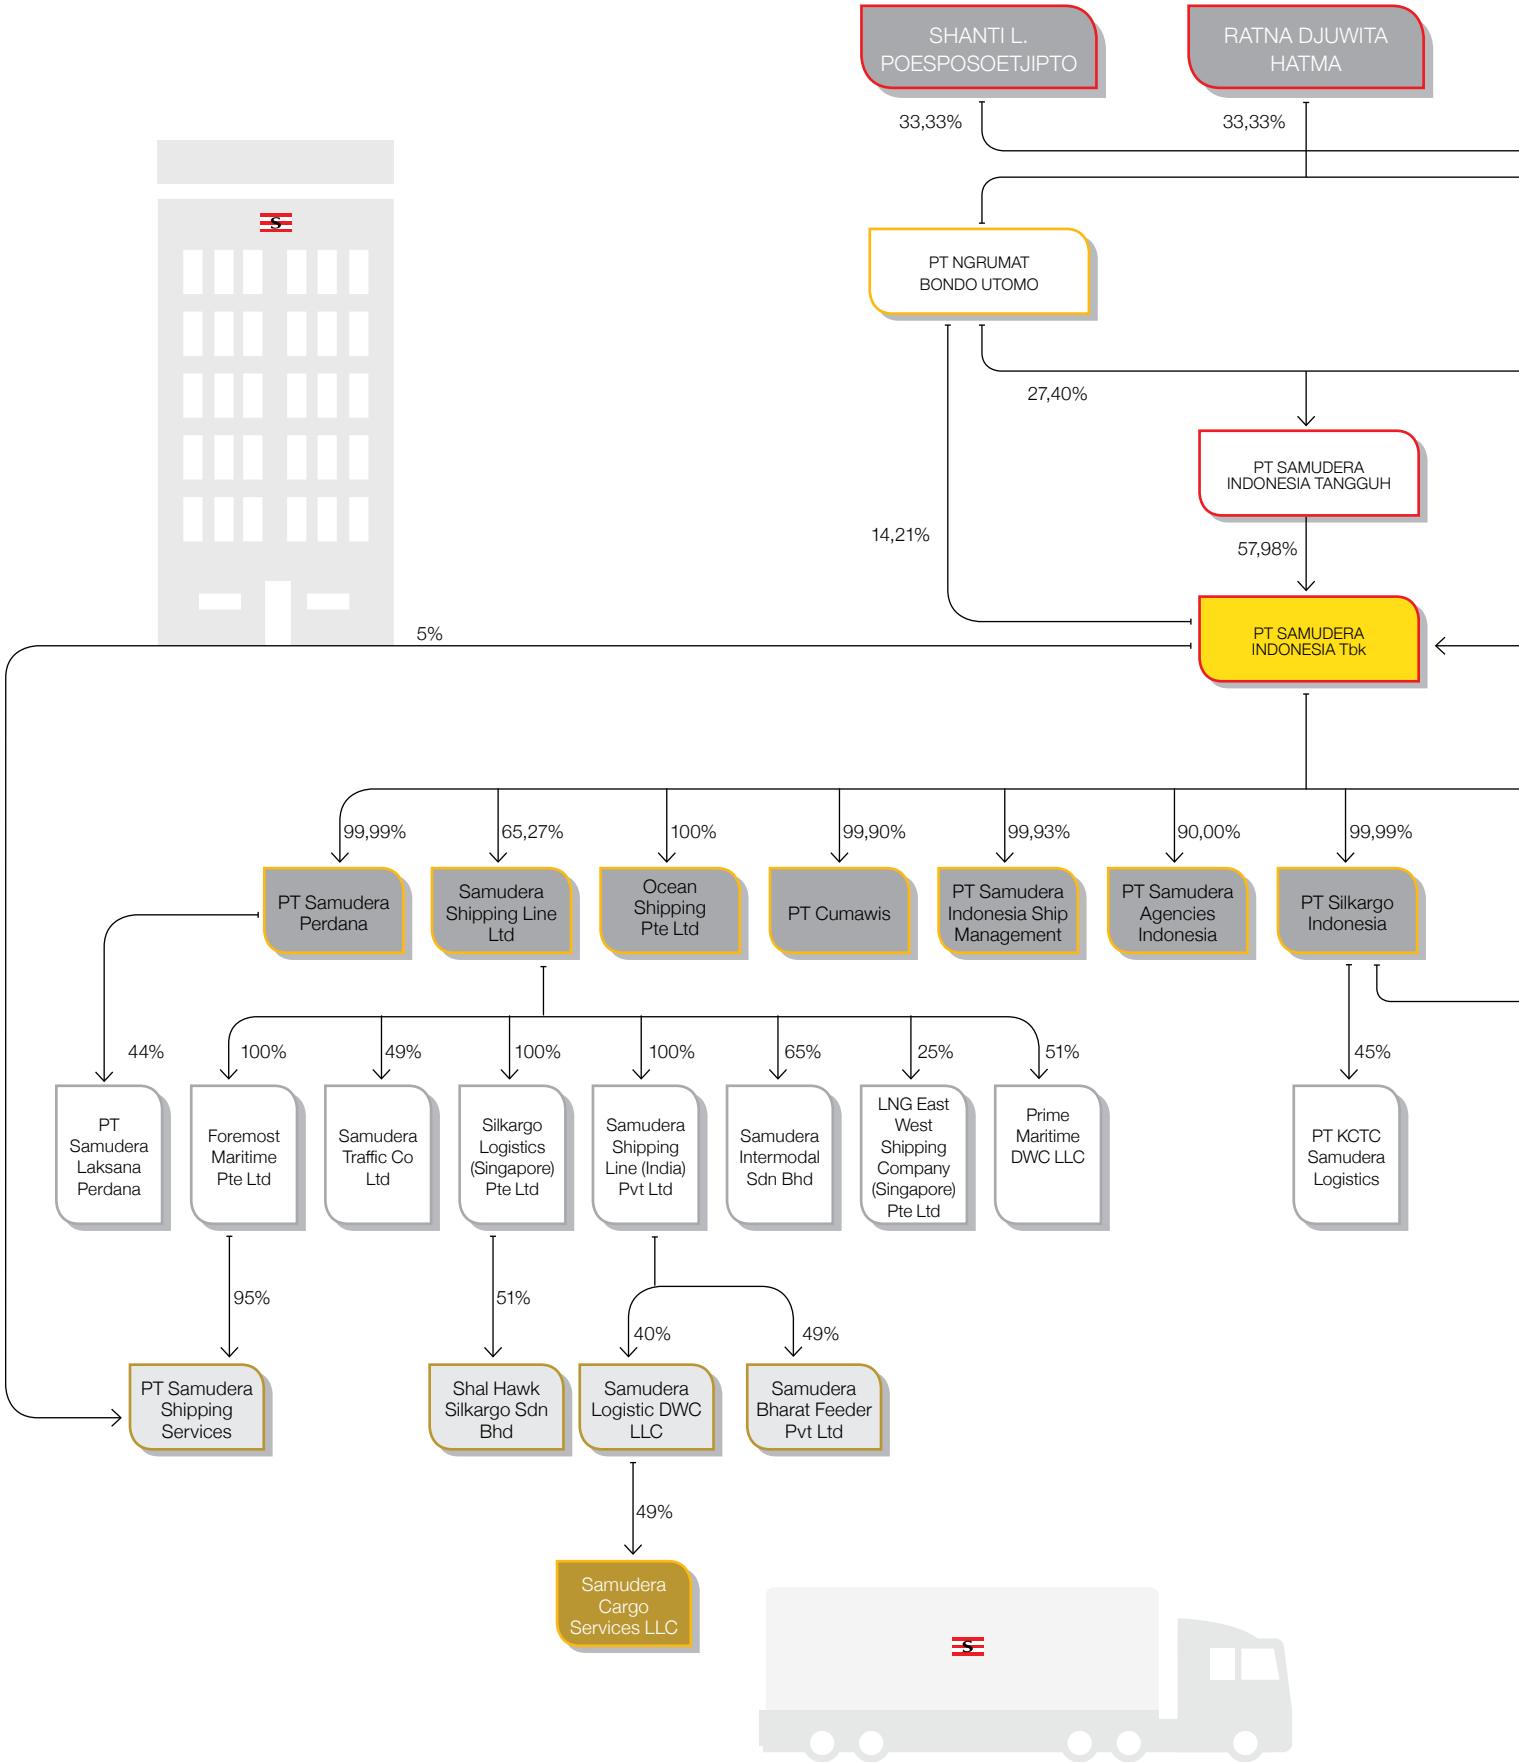 SHANTI L.
POESPOSOETJIPTO
RATNA DJUWITA
HATMA
33,33%
33,33%
S
PT NGRUMAT
BONDO UTOMO
27,40%
PT SAMUDERA
INDONESIA TANGGUH
14,21%
57,98%
5%
PT SAMUDERA
INDONESIA Tbk
99,99%
65,27%
100%
99,90%
99,93%
90,00%
99,99%
PT Samudera
Perdana
Samudera
Shipping Line
Ltd
Ocean
Shipping
Pte Ltd
PT Cumawis
PT Samudera
Indonesia Ship
Management
PT Samudera
Agencies
Indonesia
PT Silkargo
Indonesia
44%
100%
49%
100%
100%
65%
25%
51%
45%
PT
Samudera
Laksana
Perdana
Foremost
Maritime
Pte Ltd
Samudera
Traffic Co
Ltd
Silkargo
Logistics
(Singapore)
Pte Ltd
Samudera
Shipping
Line (India)
Pvt Ltd
Samudera
Intermodal
Sdn Bhd
LNG East
West
Shipping
Company
(Singapore)
Pte Ltd
Prime
Maritime
DWC LLC
PT KCTC
Samudera
Logistics
95%
51%
40%
49%
PT Samudera
Shipping
Services
Shal Hawk
Silkargo Sdn
Bhd
Samudera
Logistic DWC
LLC
Samudera
Bharat Feeder
Pvt Ltd
49%
Samudera
Cargo
Services LLC
S